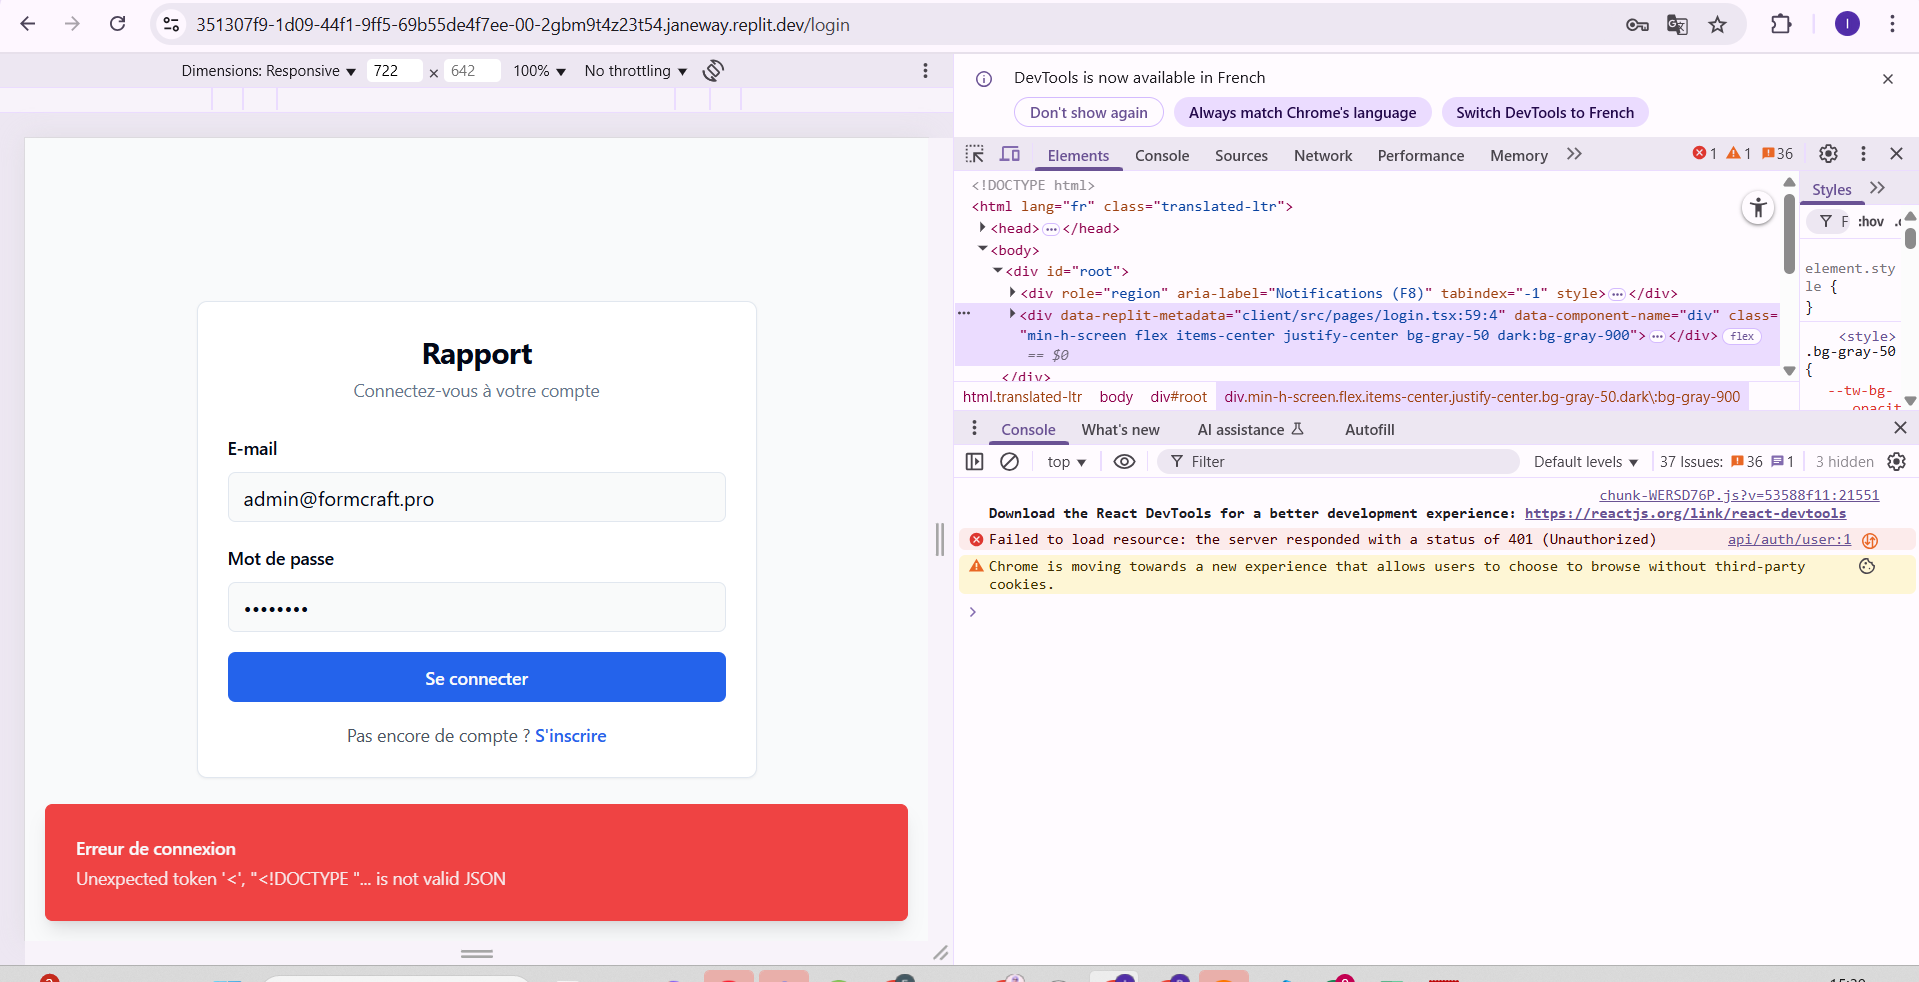 351307f9-1d09-44f1-9ff5-69b55de4f7ee-00-2gbm9t4z23t54.janeway.replit.dev/login
I
Dimensions: Responsive 722 × 642 100% No throttling
Rapport
Connectez-vous à votre compte
E-mail
admin@formcraft.pro
Mot de passe
••••••••
Se connecter
Pas encore de compte ? S'inscrire
Erreur de connexion
Unexpected token '<', "<!DOCTYPE "... is not valid JSON
DevTools is now available in French
Don't show again Always match Chrome's language Switch DevTools to French
Elements Console Sources Network Performance Memory 1 1 36
<!DOCTYPE html>
<html lang="fr" class="translated-ltr">
<head> ••• </head>
<body>
<div id="root">
<div role="region" aria-label="Notifications (F8)" tabindex="-1" style> ••• </div>
<div data-replit-metadata="client/src/pages/login.tsx:59:4" data-component-name="div" class=
"min-h-screen flex items-center justify-center bg-gray-50 dark:bg-gray-900"> ••• </div> flex
== $0
</div>
html.translated-ltr body div#root div.min-h-screen.flex.items-center.justify-center.bg-gray-50.dark\:bg-gray-900
Styles
F :hov
element.sty
le {
}
<style>
.bg-gray-50
{
--tw-bg-
opacit
Console What's new AI assistance Autofill
top Filter Default levels 37 Issues: 36 1 3 hidden
chunk-WERSD76P.js?v=53588f11:21551
Download the React DevTools for a better development experience: https://reactjs.org/link/react-devtools
Failed to load resource: the server responded with a status of 401 (Unauthorized) api/auth/user:1
Chrome is moving towards a new experience that allows users to choose to browse without third-party
cookies.